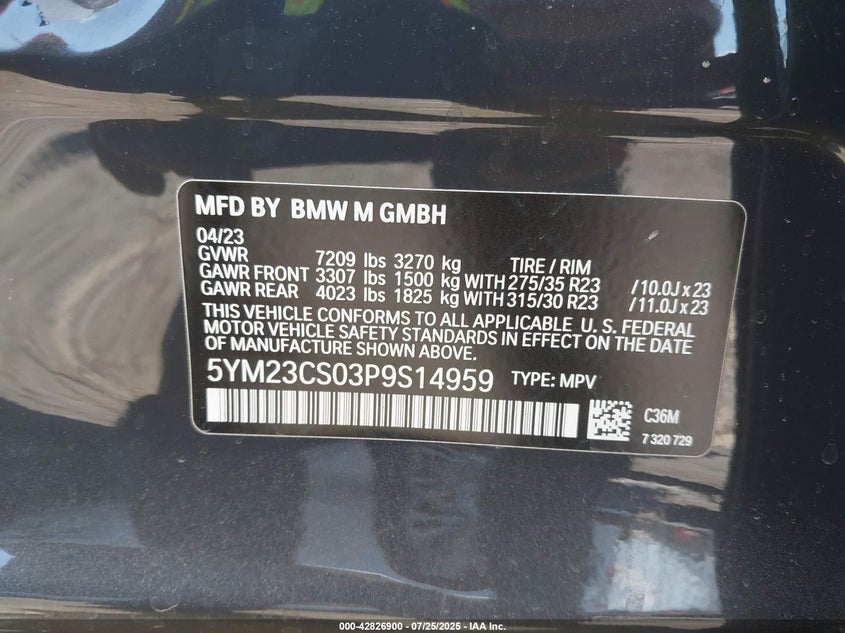 MFD BY BMW M GMBH
04/23
GVWR 7209 lbs 3270 kg TIRE / RIM
GAWR FRONT 3307 lbs 1500 kg WITH 275/35 R23 /10.0J x 23
GAWR REAR 4023 lbs 1825 kg WITH 315/30 R23 /11.0J x 23
THIS VEHICLE CONFORMS TO ALL APPLICABLE U. S. FEDERAL
MOTOR VEHICLE SAFETY STANDARDS IN EFFECT ON THE DATE
OF MANUFACTURE SHOWN ABOVE.
5YM23CS03P9S14959 TYPE: MPV
C36M
7 320 729
000-42826900 - 07/25/2025 - IAA Inc.